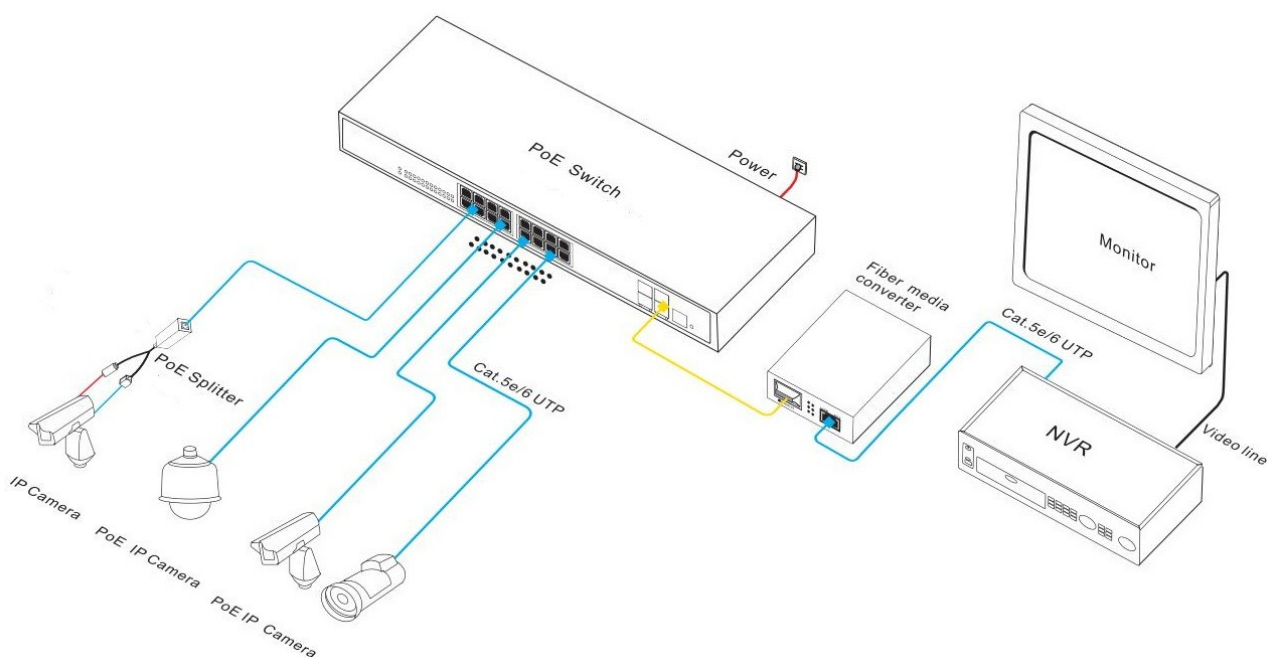 PoE Switch
Power
Fiber media
converter
Monitor
Cat.5e/6 UTP
NVR
Video line
PoE Splitter
Cat.5e/6 UTP
IP Camera
PoE IP Camera
PoE IP Camera